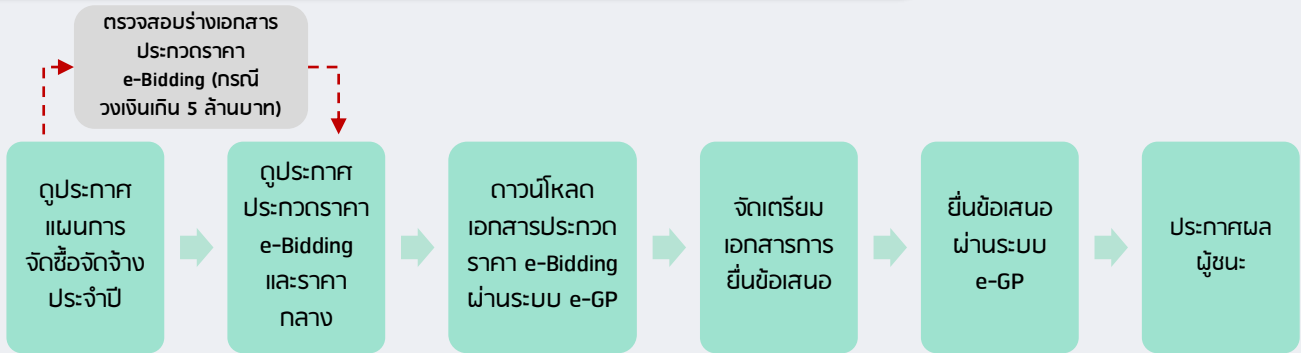 ตรวจสอบร่างเอกสาร
ประกวดราคา
e-Bidding (กรณี
วงเงินเกิน 5 ล้านบาท)
ดูประกาศ
แผนการ
จัดซื้อจัดจ้าง
ประจำปี
ดูประกาศ
ประกวดราคา
e-Bidding
และราคา
กลาง
ดาวน์โหลด
เอกสารประกวด
ราคา e-Bidding
ผ่านระบบ e-GP
จัดเตรียม
เอกสารการ
ยื่นข้อเสนอ
ยื่นข้อเสนอ
ผ่านระบบ
e-GP
ประกาศผล
ผู้ชนะ